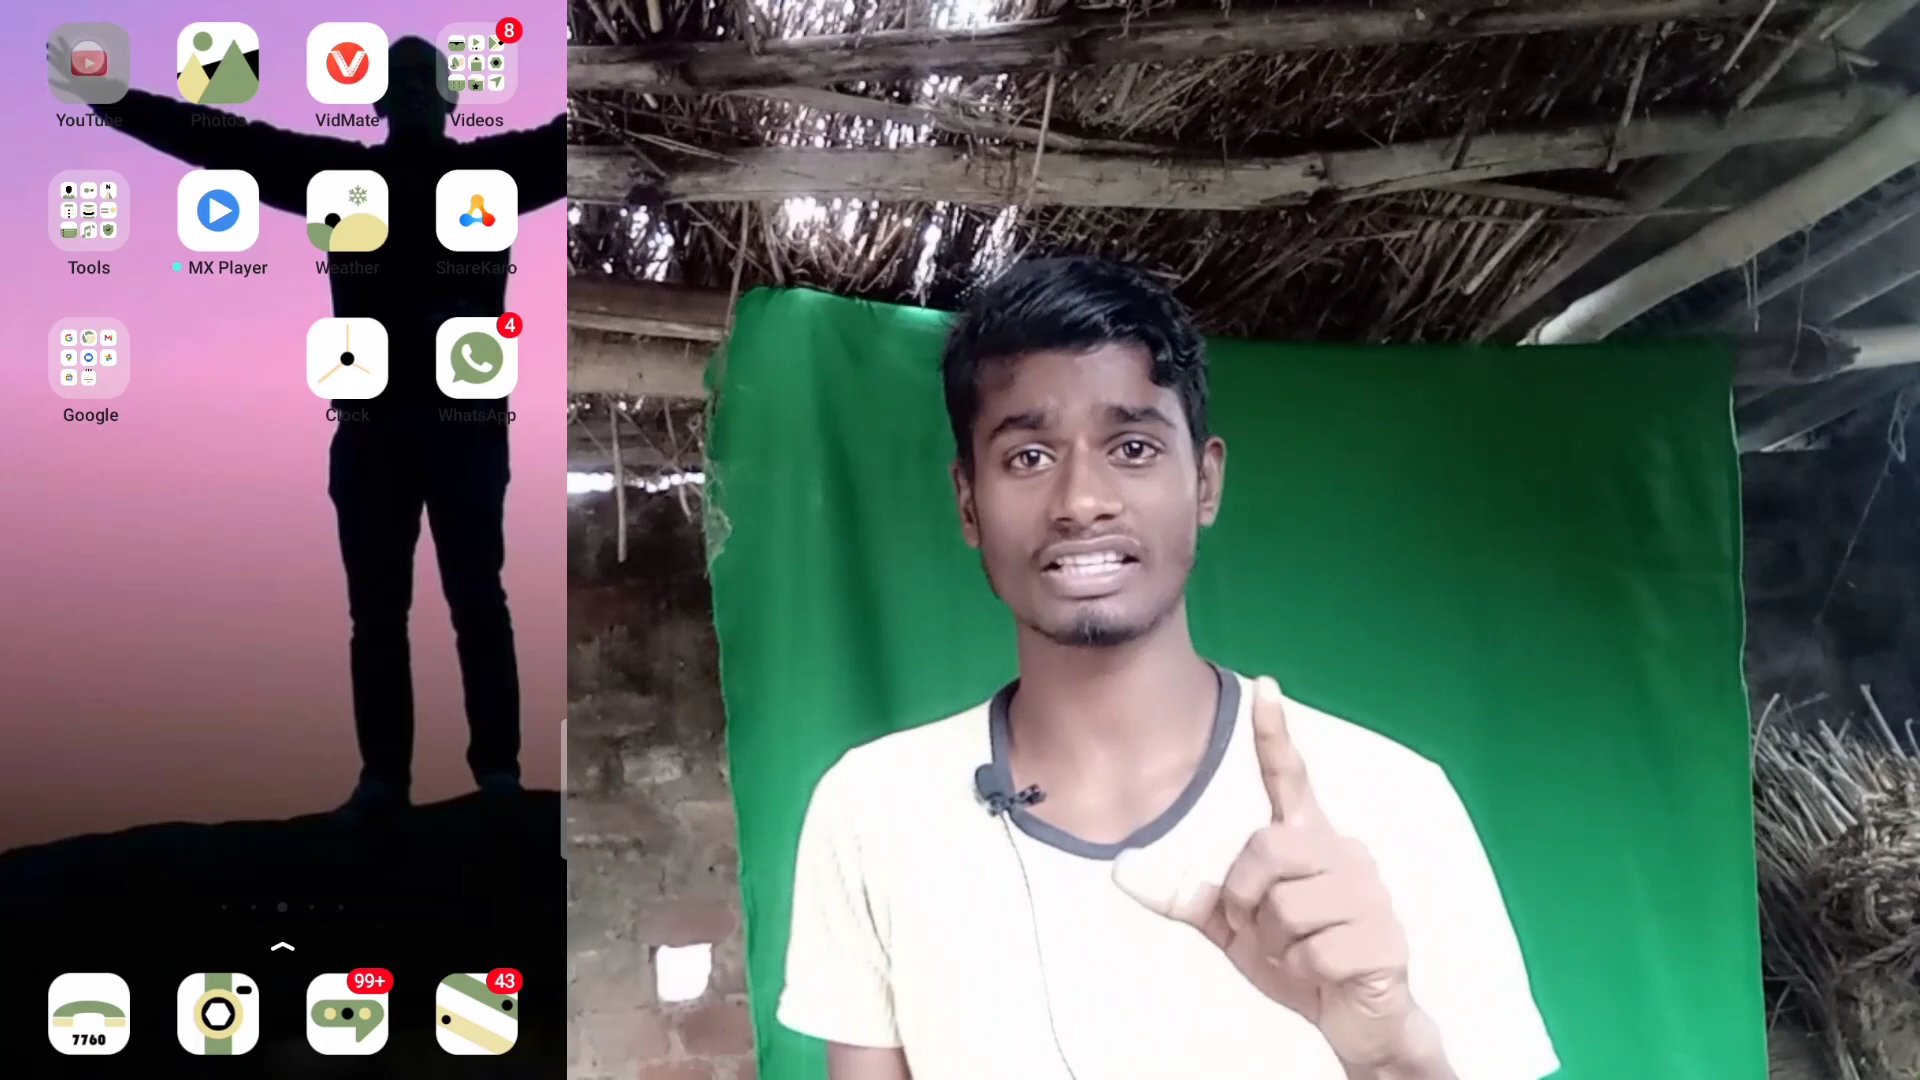 8
YouTube Photos VidMate Videos
Tools MX Player Weather ShareKaro
4
Google Clock WhatsApp
99+ 43
7760